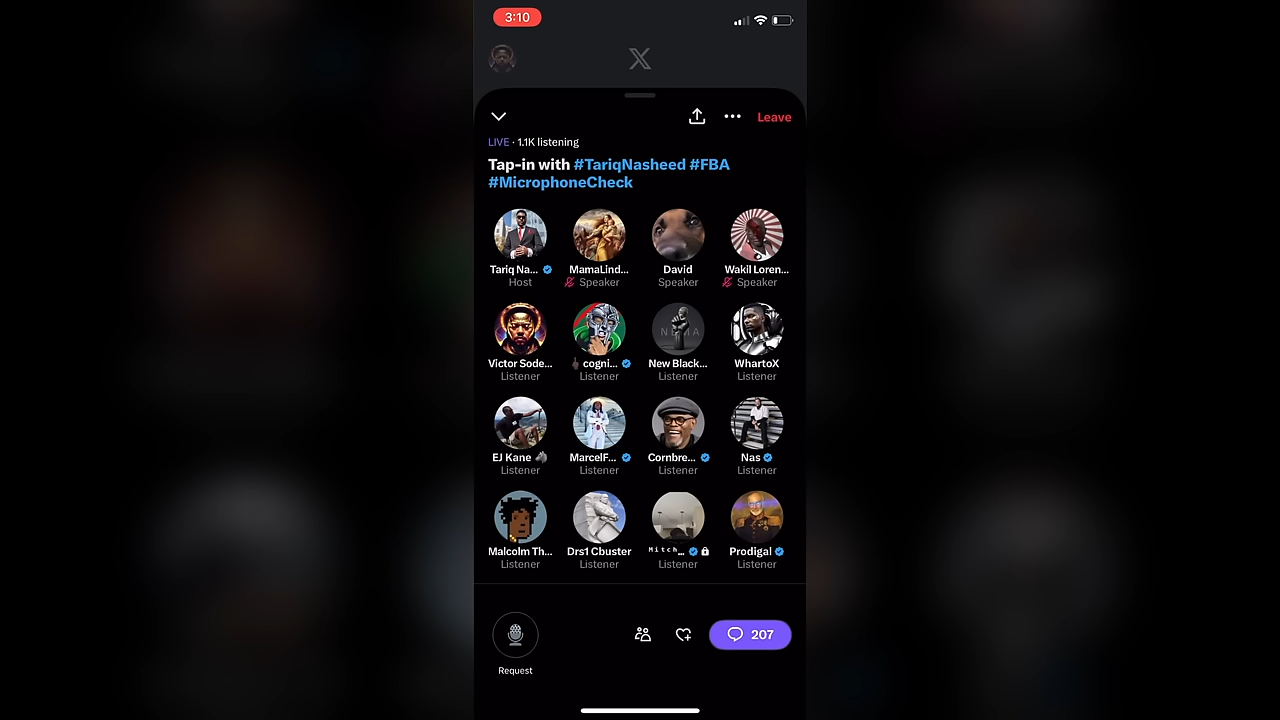 3:10
Leave
LIVE · 1.1K listening
Tap-in with #TariqNasheed #FBA
#MicrophoneCheck
Tariq Na... MamaLind... David Wakil Loren...
Host Speaker Speaker Speaker
NINJA
Victor Sode... cogni... New Black... WhartoX
Listener Listener Listener Listener
EJ Kane MarcelF... Cornbre... Nas
Listener Listener Listener Listener
Malcolm Th... Drs1 Cbuster Mitch... Prodigal
Listener Listener Listener Listener
207
Request